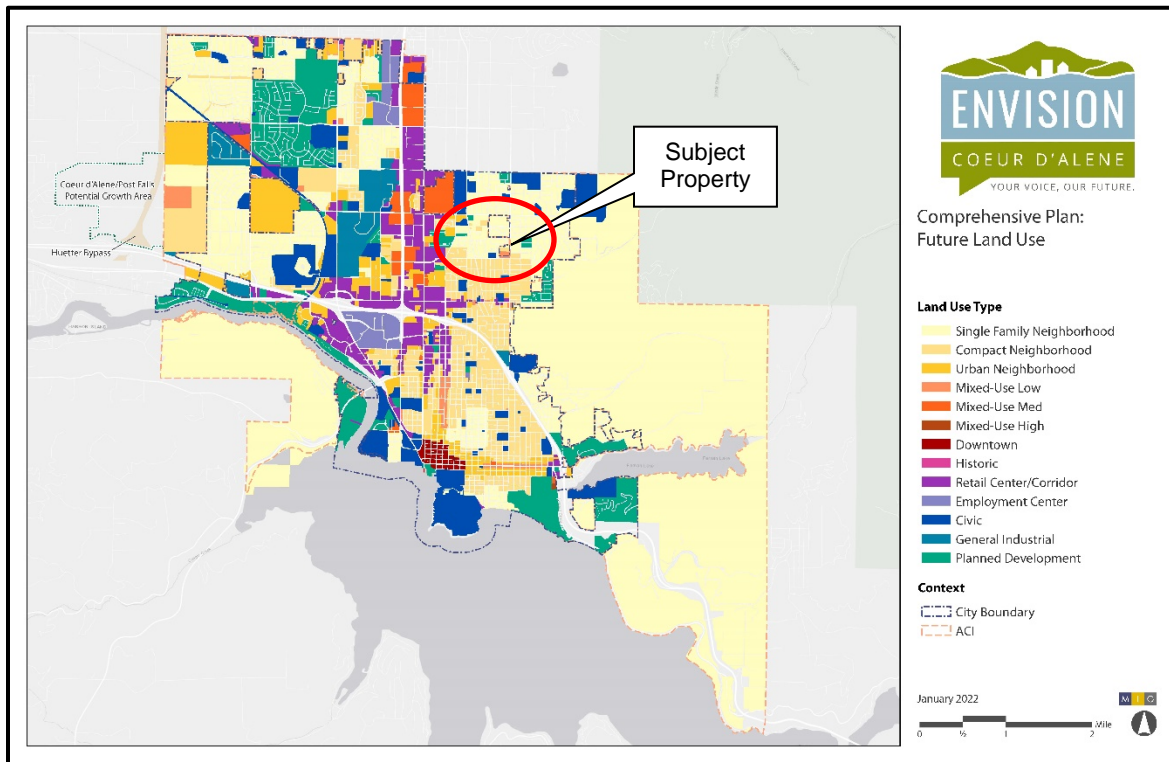 Subject
Property
Coeur d'Alene/Post Falls
Potential Growth Area
Huetter Bypass
ENVISION
COEUR D'ALENE
YOUR VOICE, OUR FUTURE.
Comprehensive Plan:
Future Land Use
Land Use Type
Single Family Neighborhood
Compact Neighborhood
Urban Neighborhood
Mixed-Use Low
Mixed-Use Med
Mixed-Use High
Downtown
Historic
Retail Center/Corridor
Employment Center
Civic
General Industrial
Planned Development
Context
City Boundary
ACI
January 2022
M I G
0 ½ 1 2 Mile